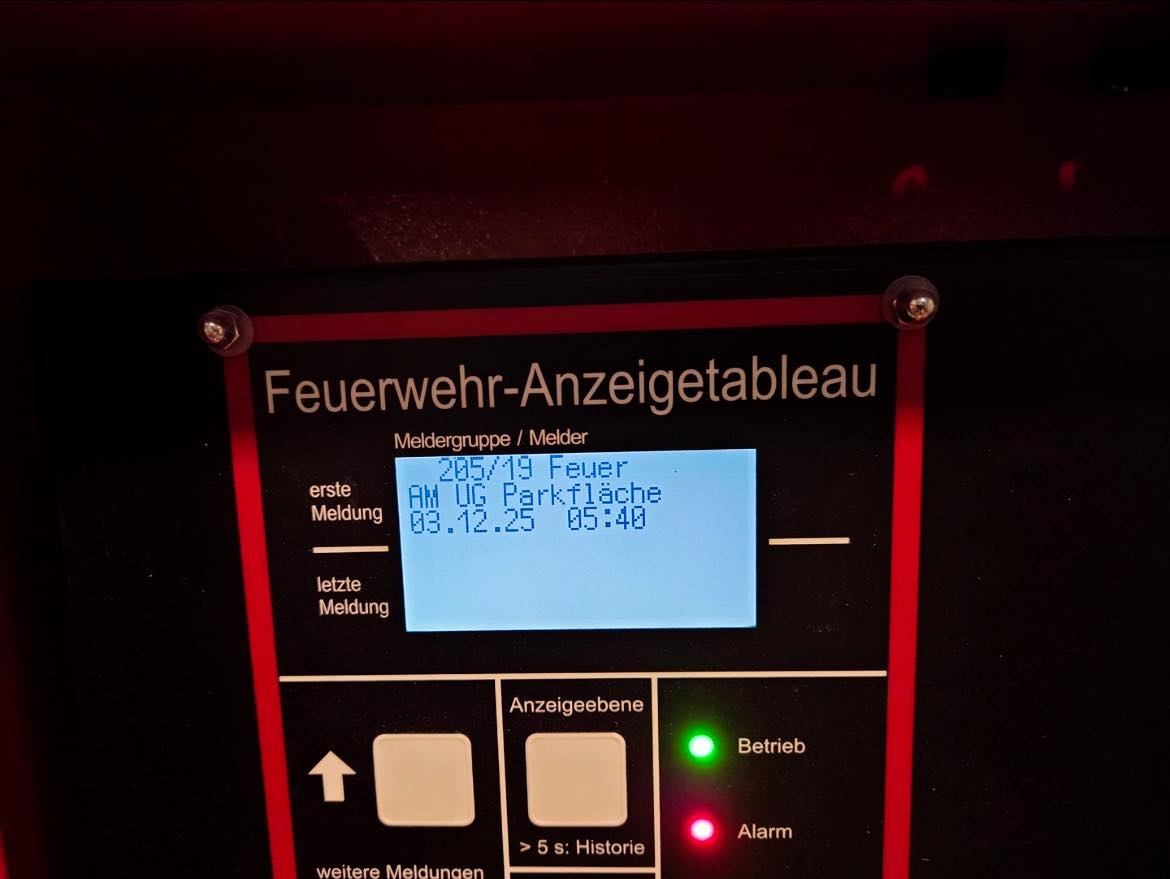 Feuerwehr-Anzeigetableau
Meldergruppe / Melder
205/19 Feuer
AM UG Parkfläche
03.12.25 05:40
erste
Meldung
letzte
Meldung
Anzeigeebene
Betrieb
Alarm
> 5 s: Historie
weitere Meldungen